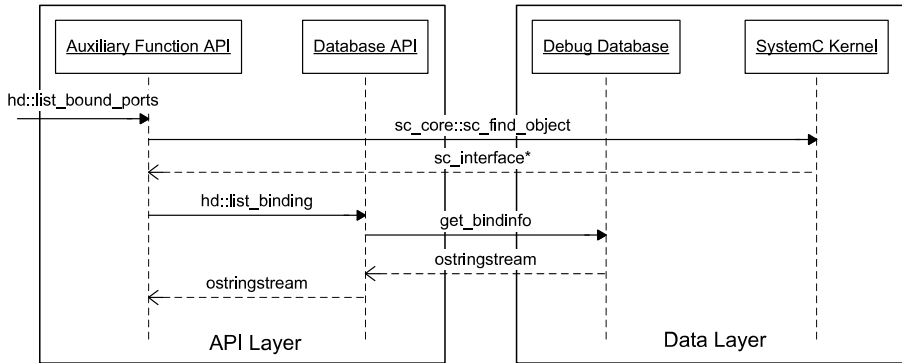 Auxiliary Function API
Database API
Debug Database
SystemC Kernel
hd::list_bound_ports
sc_core::sc_find_object
sc_interface*
hd::list_binding
get_bindinfo
ostringstream
ostringstream
API Layer
Data Layer